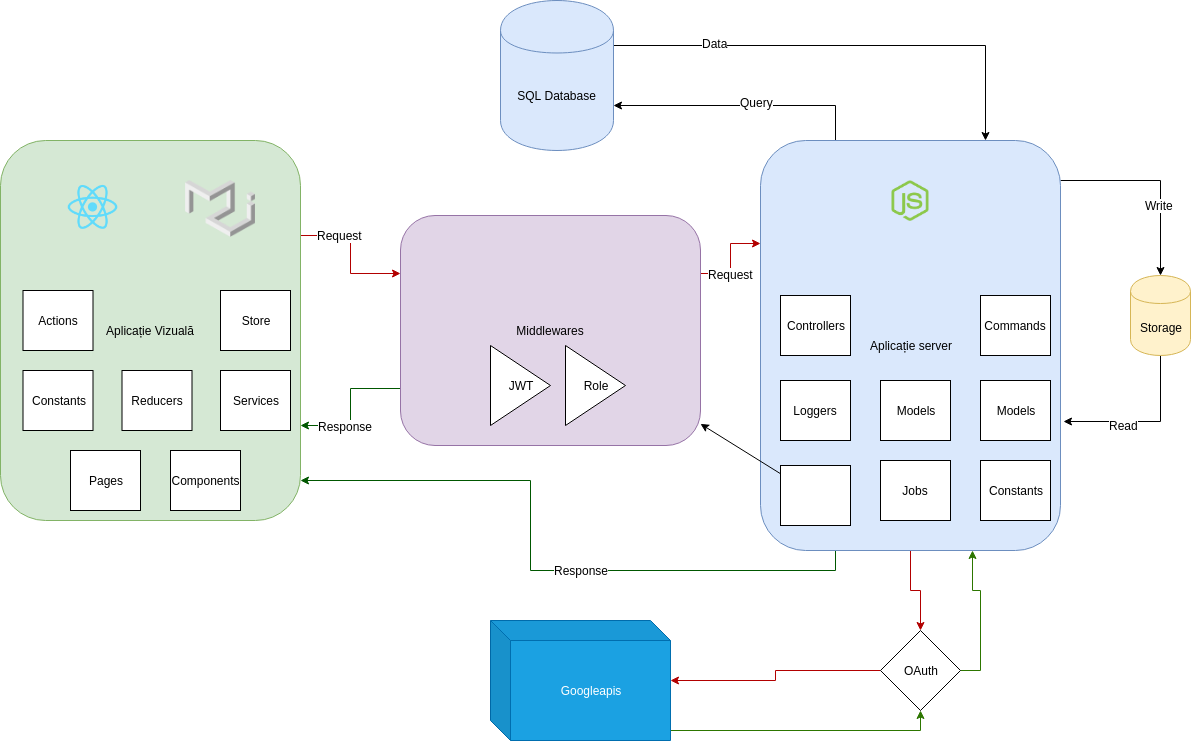 Data
SQL Database
Query
Write
Request
Request
Actions
Aplicație Vizuală
Store
Middlewares
Controllers
Aplicație server
Commands
Storage
Constants
Reducers
Services
JWT
Role
Loggers
Models
Models
Response
Read
Pages
Components
Jobs
Constants
Response
OAuth
Googleapis